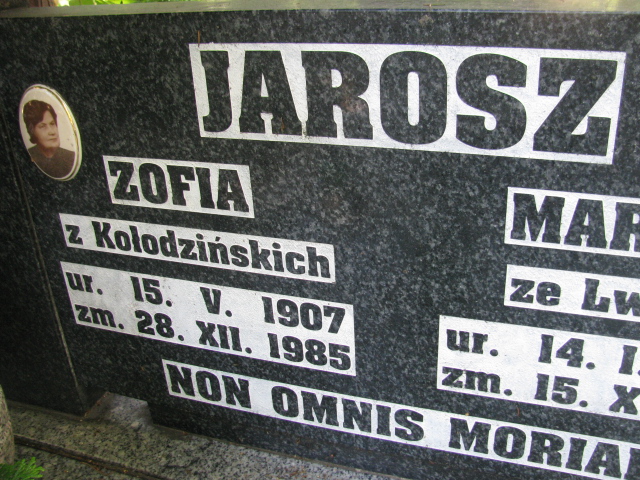 JAROSZ
ZOFIA
z Kołodzińskich
ur. 15. V. 1907
zm. 28. XII. 1985
MAR
ze Lw
ur. 14. I.
zm. 15. X
NON OMNIS MORIAR